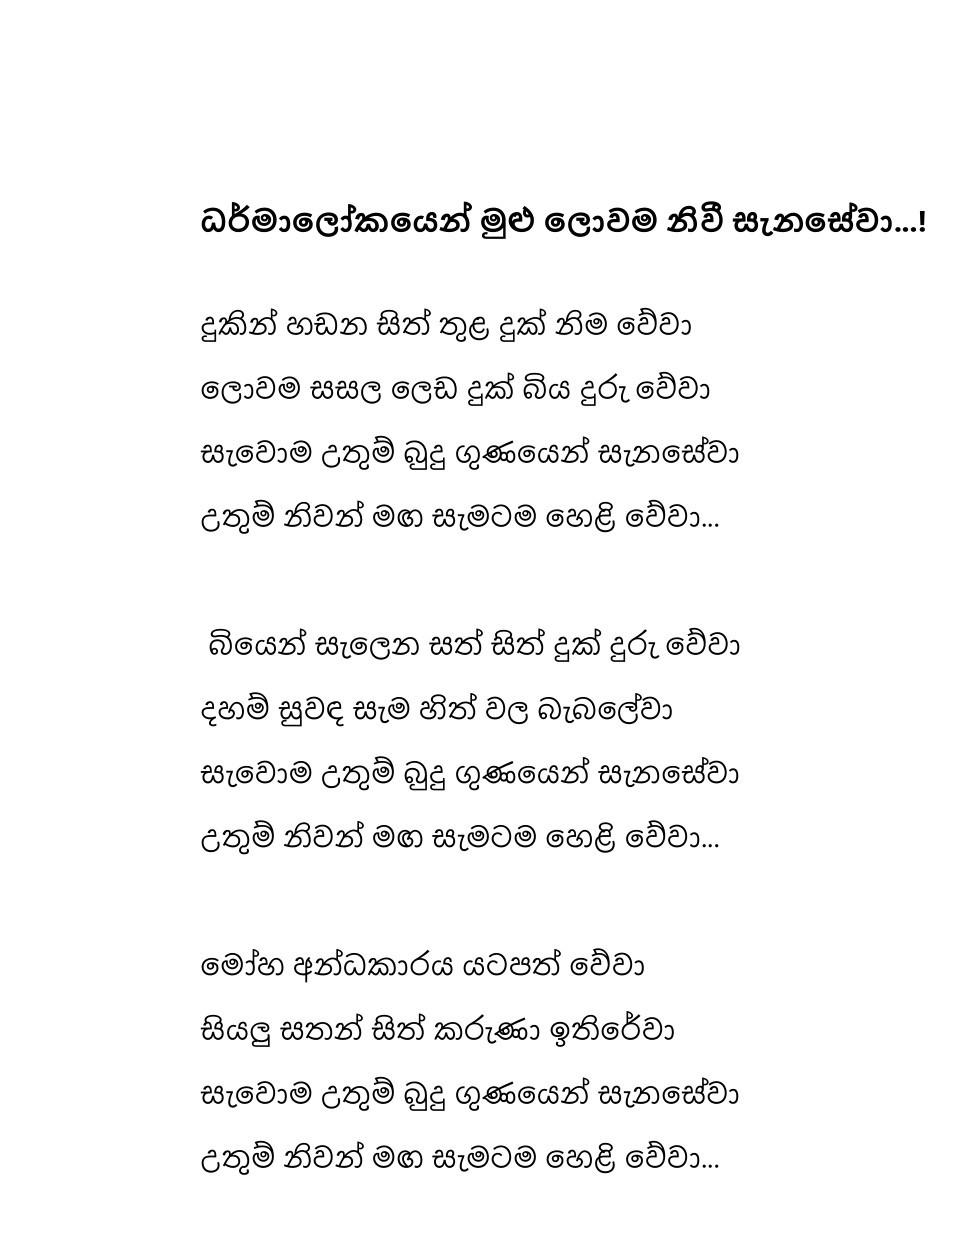 ධර්මාලෝකයෙන් මුළු ලොවම නිවී සැනසේවා...!
දුකින් හඩන සිත් තුළ දුක් නිම වේවා
ලොවම සසල ලෙඩ දුක් බිය දුරු වේවා
සැවොම උතුම් බුදු ගුණයෙන් සැනසේවා
උතුම් නිවන් මඟ සැමටම හෙළි වේවා...
බියෙන් සැලෙන සත් සිත් දුක් දුරු වේවා
දහම් සුවඳ සැම හිත් වල බැබලේවා
සැවොම උතුම් බුදු ගුණයෙන් සැනසේවා
උතුම් නිවන් මඟ සැමටම හෙළි වේවා...
මෝහ අන්ධකාරය යටපත් වේවා
සියලු සතන් සිත් කරුණා ඉතිරේවා
සැවොම උතුම් බුදු ගුණයෙන් සැනසේවා
උතුම් නිවන් මඟ සැමටම හෙළි වේවා...